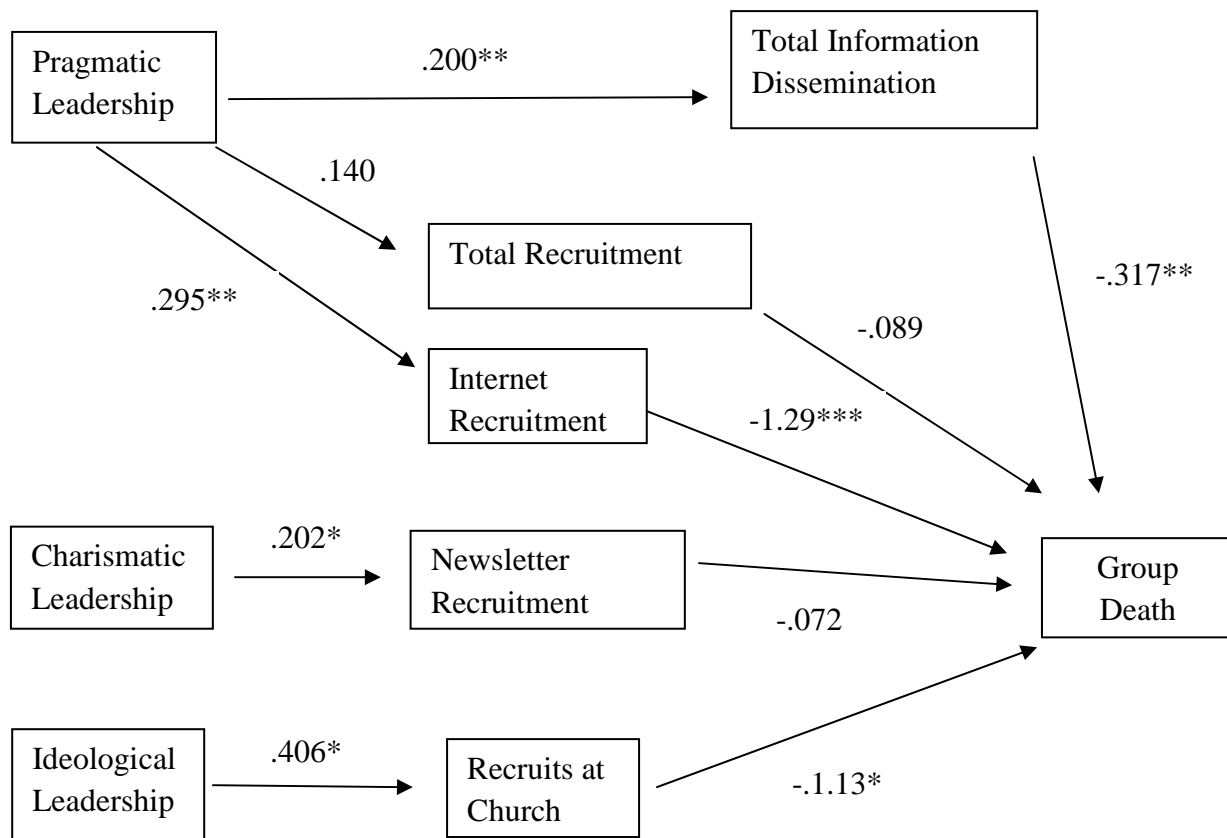 Pragmatic
Leadership
.200**
Total Information
Dissemination
.140
.295**
Total Recruitment
-.317**
-.089
Internet
Recruitment
-1.29***
Charismatic
Leadership
.202*
Newsletter
Recruitment
-.072
Group
Death
Ideological
Leadership
.406*
Recruits at
Church
-.1.13*